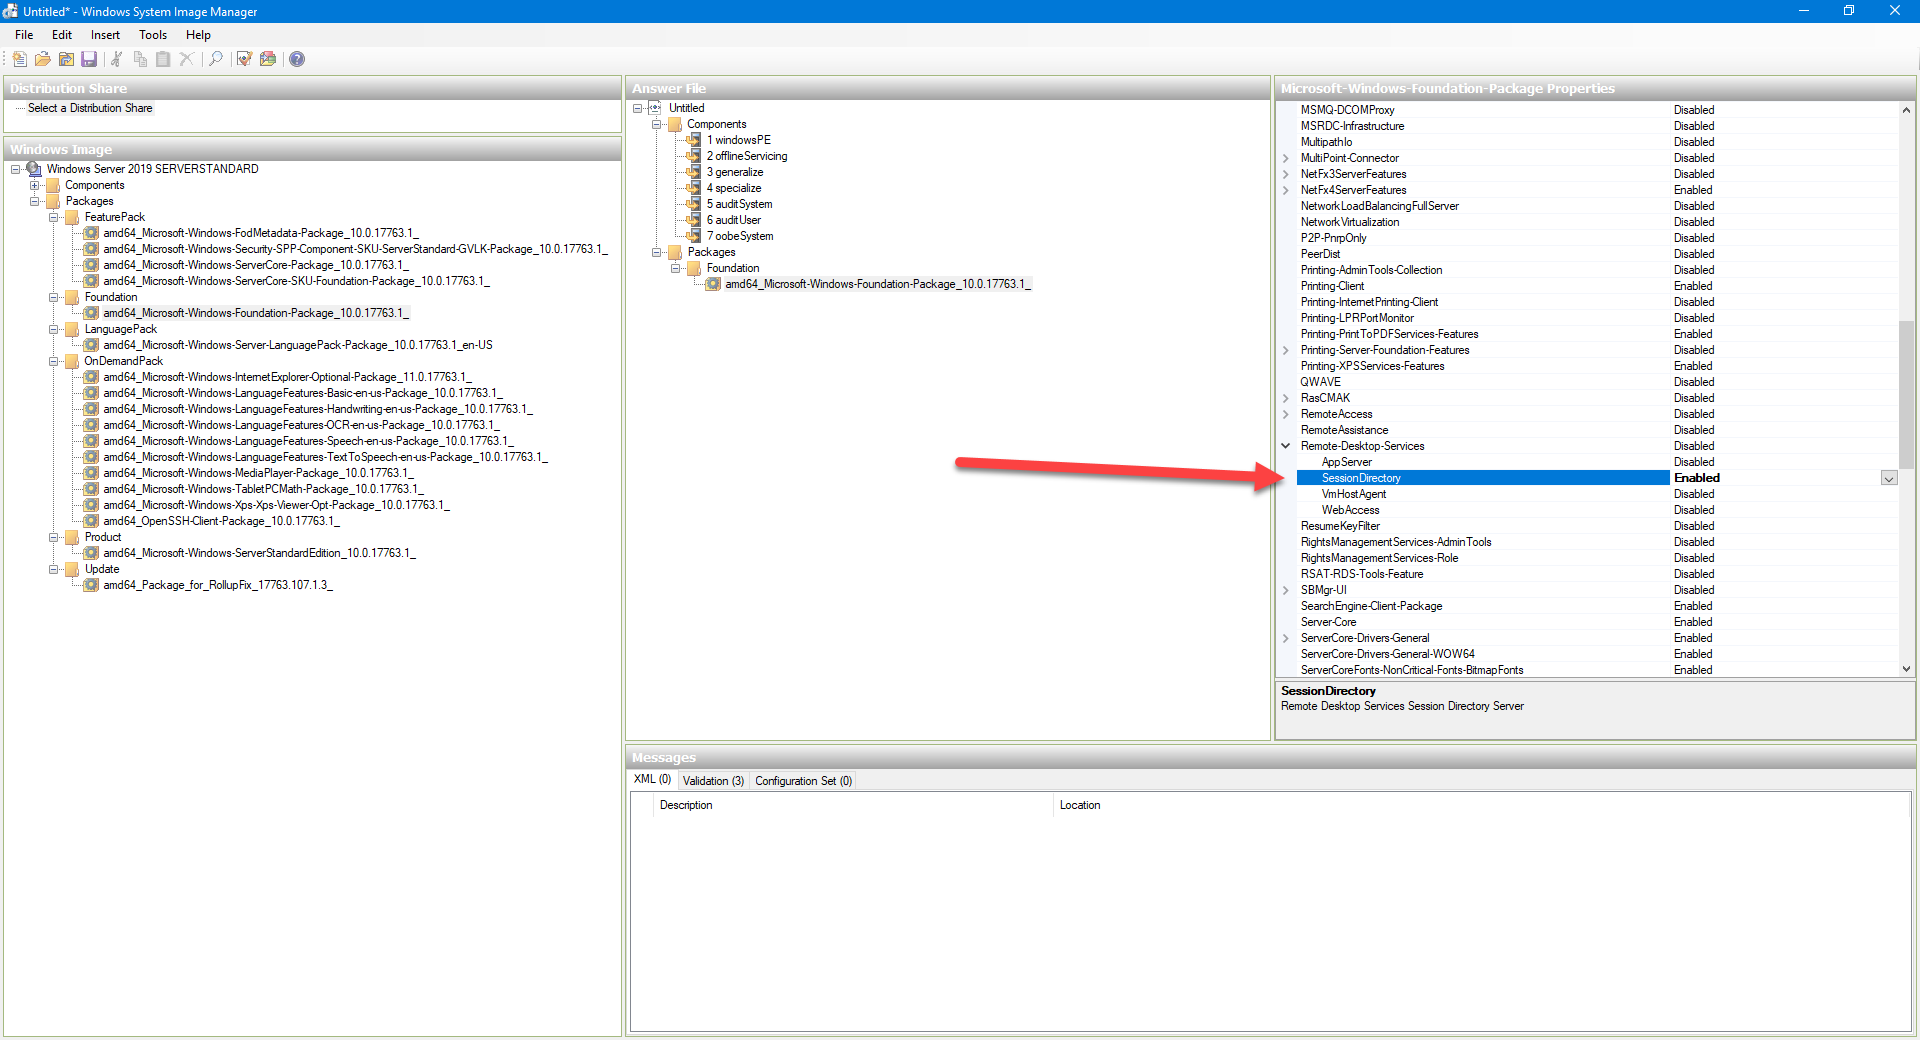 Untitled* - Windows System Image Manager
File Edit Insert Tools Help
Distribution Share
Select a Distribution Share
Windows Image
Windows Server 2019 SERVERSTANDARD
Components
Packages
FeaturePack
amd64_Microsoft-Windows-FodMetadata-Package_10.0.17763.1_
amd64_Microsoft-Windows-Security-SPP-Component-SKU-ServerStandard-GVLK-Package_10.0.17763.1_
amd64_Microsoft-Windows-ServerCore-Package_10.0.17763.1_
amd64_Microsoft-Windows-ServerCore-SKU-Foundation-Package_10.0.17763.1_
Foundation
amd64_Microsoft-Windows-Foundation-Package_10.0.17763.1_
LanguagePack
amd64_Microsoft-Windows-Server-LanguagePack-Package_10.0.17763.1_en-US
OnDemandPack
amd64_Microsoft-Windows-InternetExplorer-Optional-Package_11.0.17763.1_
amd64_Microsoft-Windows-LanguageFeatures-Basic-en-us-Package_10.0.17763.1_
amd64_Microsoft-Windows-LanguageFeatures-Handwriting-en-us-Package_10.0.17763.1_
amd64_Microsoft-Windows-LanguageFeatures-OCR-en-us-Package_10.0.17763.1_
amd64_Microsoft-Windows-LanguageFeatures-Speech-en-us-Package_10.0.17763.1_
amd64_Microsoft-Windows-LanguageFeatures-TextToSpeech-en-us-Package_10.0.17763.1_
amd64_Microsoft-Windows-MediaPlayer-Package_10.0.17763.1_
amd64_Microsoft-Windows-TabletPCMath-Package_10.0.17763.1_
amd64_Microsoft-Windows-Xps-Xps-Viewer-Opt-Package_10.0.17763.1_
amd64_OpenSSH-Client-Package_10.0.17763.1_
Product
amd64_Microsoft-Windows-ServerStandardEdition_10.0.17763.1_
Update
amd64_Package_for_RollupFix_17763.107.1.3_
Answer File
Untitled
Components
1 windowsPE
2 offlineServicing
3 generalize
4 specialize
5 auditSystem
6 auditUser
7 oobeSystem
Packages
Foundation
amd64_Microsoft-Windows-Foundation-Package_10.0.17763.1_
Microsoft-Windows-Foundation-Package Properties
MSMQ-DCOMProxy Disabled
MSRDC-Infrastructure Disabled
MultipathIo Disabled
MultiPoint-Connector Disabled
NetFx3ServerFeatures Disabled
NetFx4ServerFeatures Enabled
NetworkLoadBalancingFullServer Disabled
NetworkVirtualization Disabled
P2P-PnrpOnly Disabled
PeerDist Disabled
Printing-AdminTools-Collection Disabled
Printing-Client Enabled
Printing-InternetPrinting-Client Disabled
Printing-LPRPortMonitor Disabled
Printing-PrintToPDFServices-Features Enabled
Printing-Server-Foundation-Features Disabled
Printing-XPSServices-Features Enabled
QWAVE Disabled
RasCMAK Disabled
RemoteAccess Disabled
RemoteAssistance Disabled
Remote-Desktop-Services Disabled
AppServer Disabled
SessionDirectory Enabled
VmHostAgent Disabled
WebAccess Disabled
ResumeKeyFilter Disabled
RightsManagementServices-AdminTools Disabled
RightsManagementServices-Role Disabled
RSAT-RDS-Tools-Feature Disabled
SBMgr-UI Disabled
SearchEngine-Client-Package Enabled
Server-Core Enabled
ServerCore-Drivers-General Enabled
ServerCore-Drivers-General-WOW64 Enabled
ServerCoreFonts-NonCritical-Fonts-BitmapFonts Enabled
SessionDirectory
Remote Desktop Services Session Directory Server
Messages
XML (0) Validation (3) Configuration Set (0)
Description Location